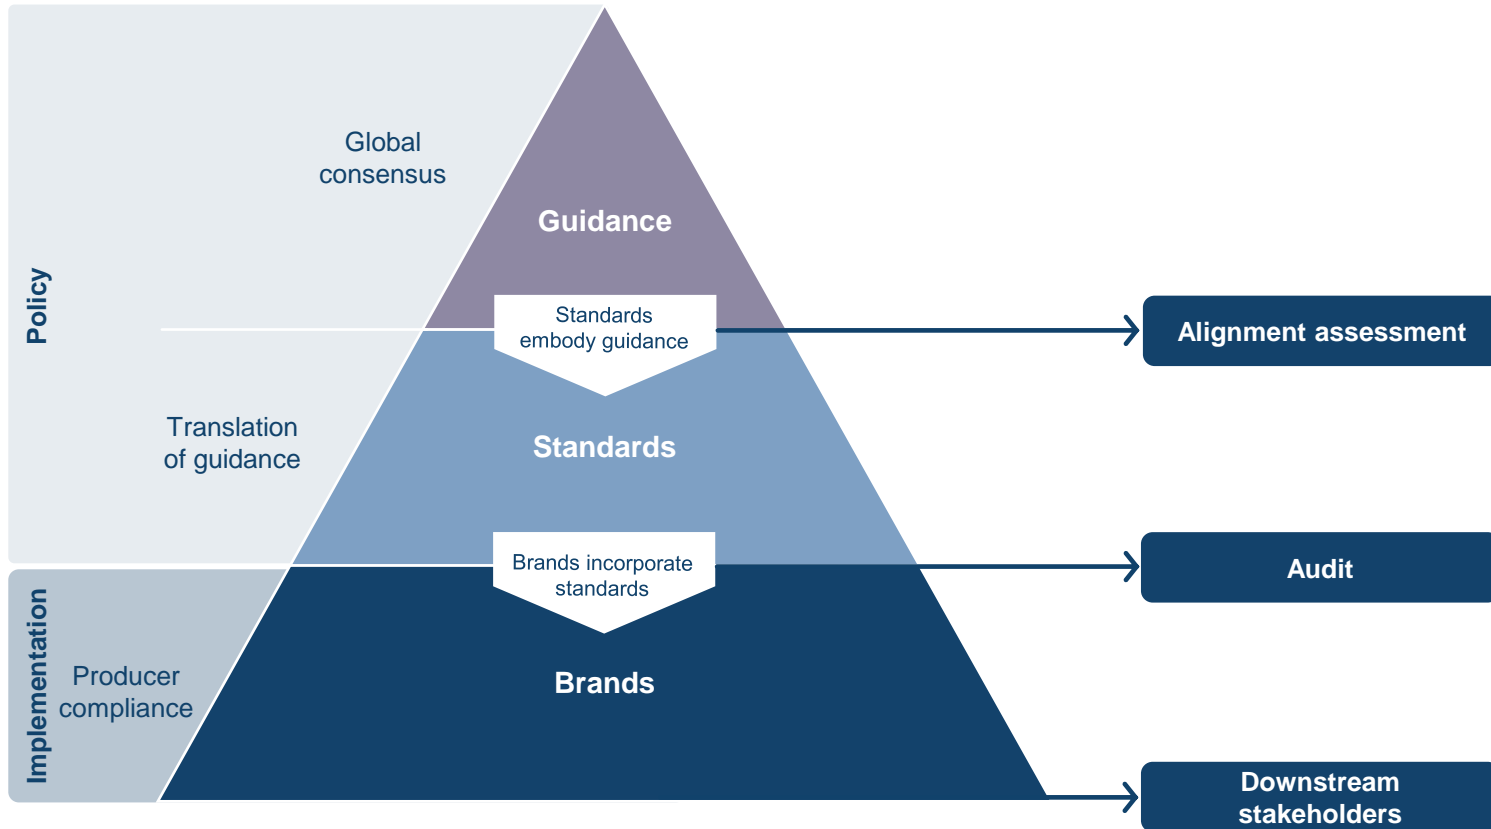 Policy
Global
consensus
Guidance
Standards
embody guidance
Alignment assessment
Translation
of guidance
Standards
Brands incorporate
standards
Audit
Implementation
Producer
compliance
Brands
Downstream
stakeholders